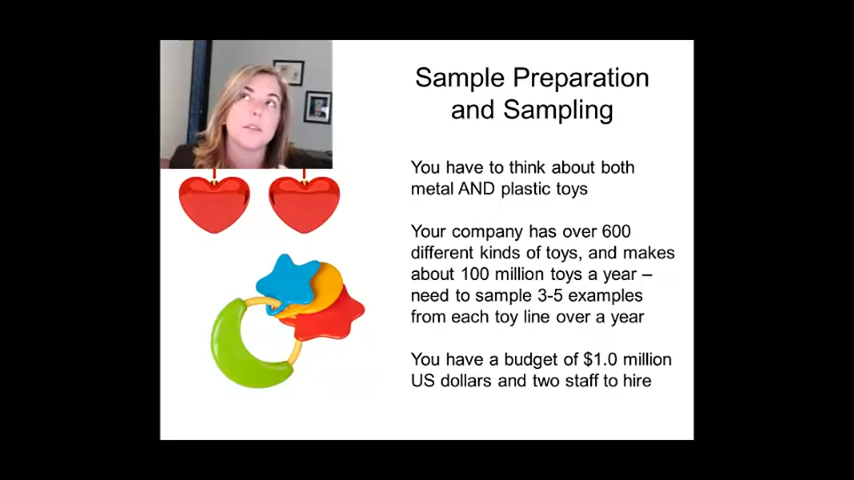 Sample Preparation
and Sampling
You have to think about both
metal AND plastic toys
Your company has over 600
different kinds of toys, and makes
about 100 million toys a year –
need to sample 3-5 examples
from each toy line over a year
You have a budget of $1.0 million
US dollars and two staff to hire